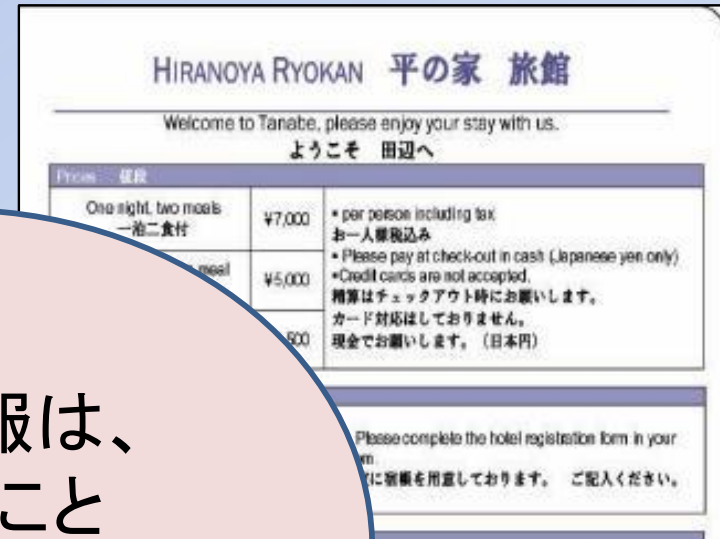 HIRANOYA RYOKAN 平の家 旅館
Welcome to Tanabe, please enjoy your stay with us.
ようこそ 田辺へ
Prices 値段
One night, two meals
一泊二食付
¥7,000
• per person including tax
お一人様税込み
• Please pay at check-out in cash (Japanese yen only)
•Credit cards are not accepted.
精算はチェックアウト時にお願いします。
カード対応はしておりません。
現金でお願いします。（日本円）
meal
¥5,000
500
Please complete the hotel registration form in your
に宿帳を用意しております。 ご記入ください。
報は、
こと